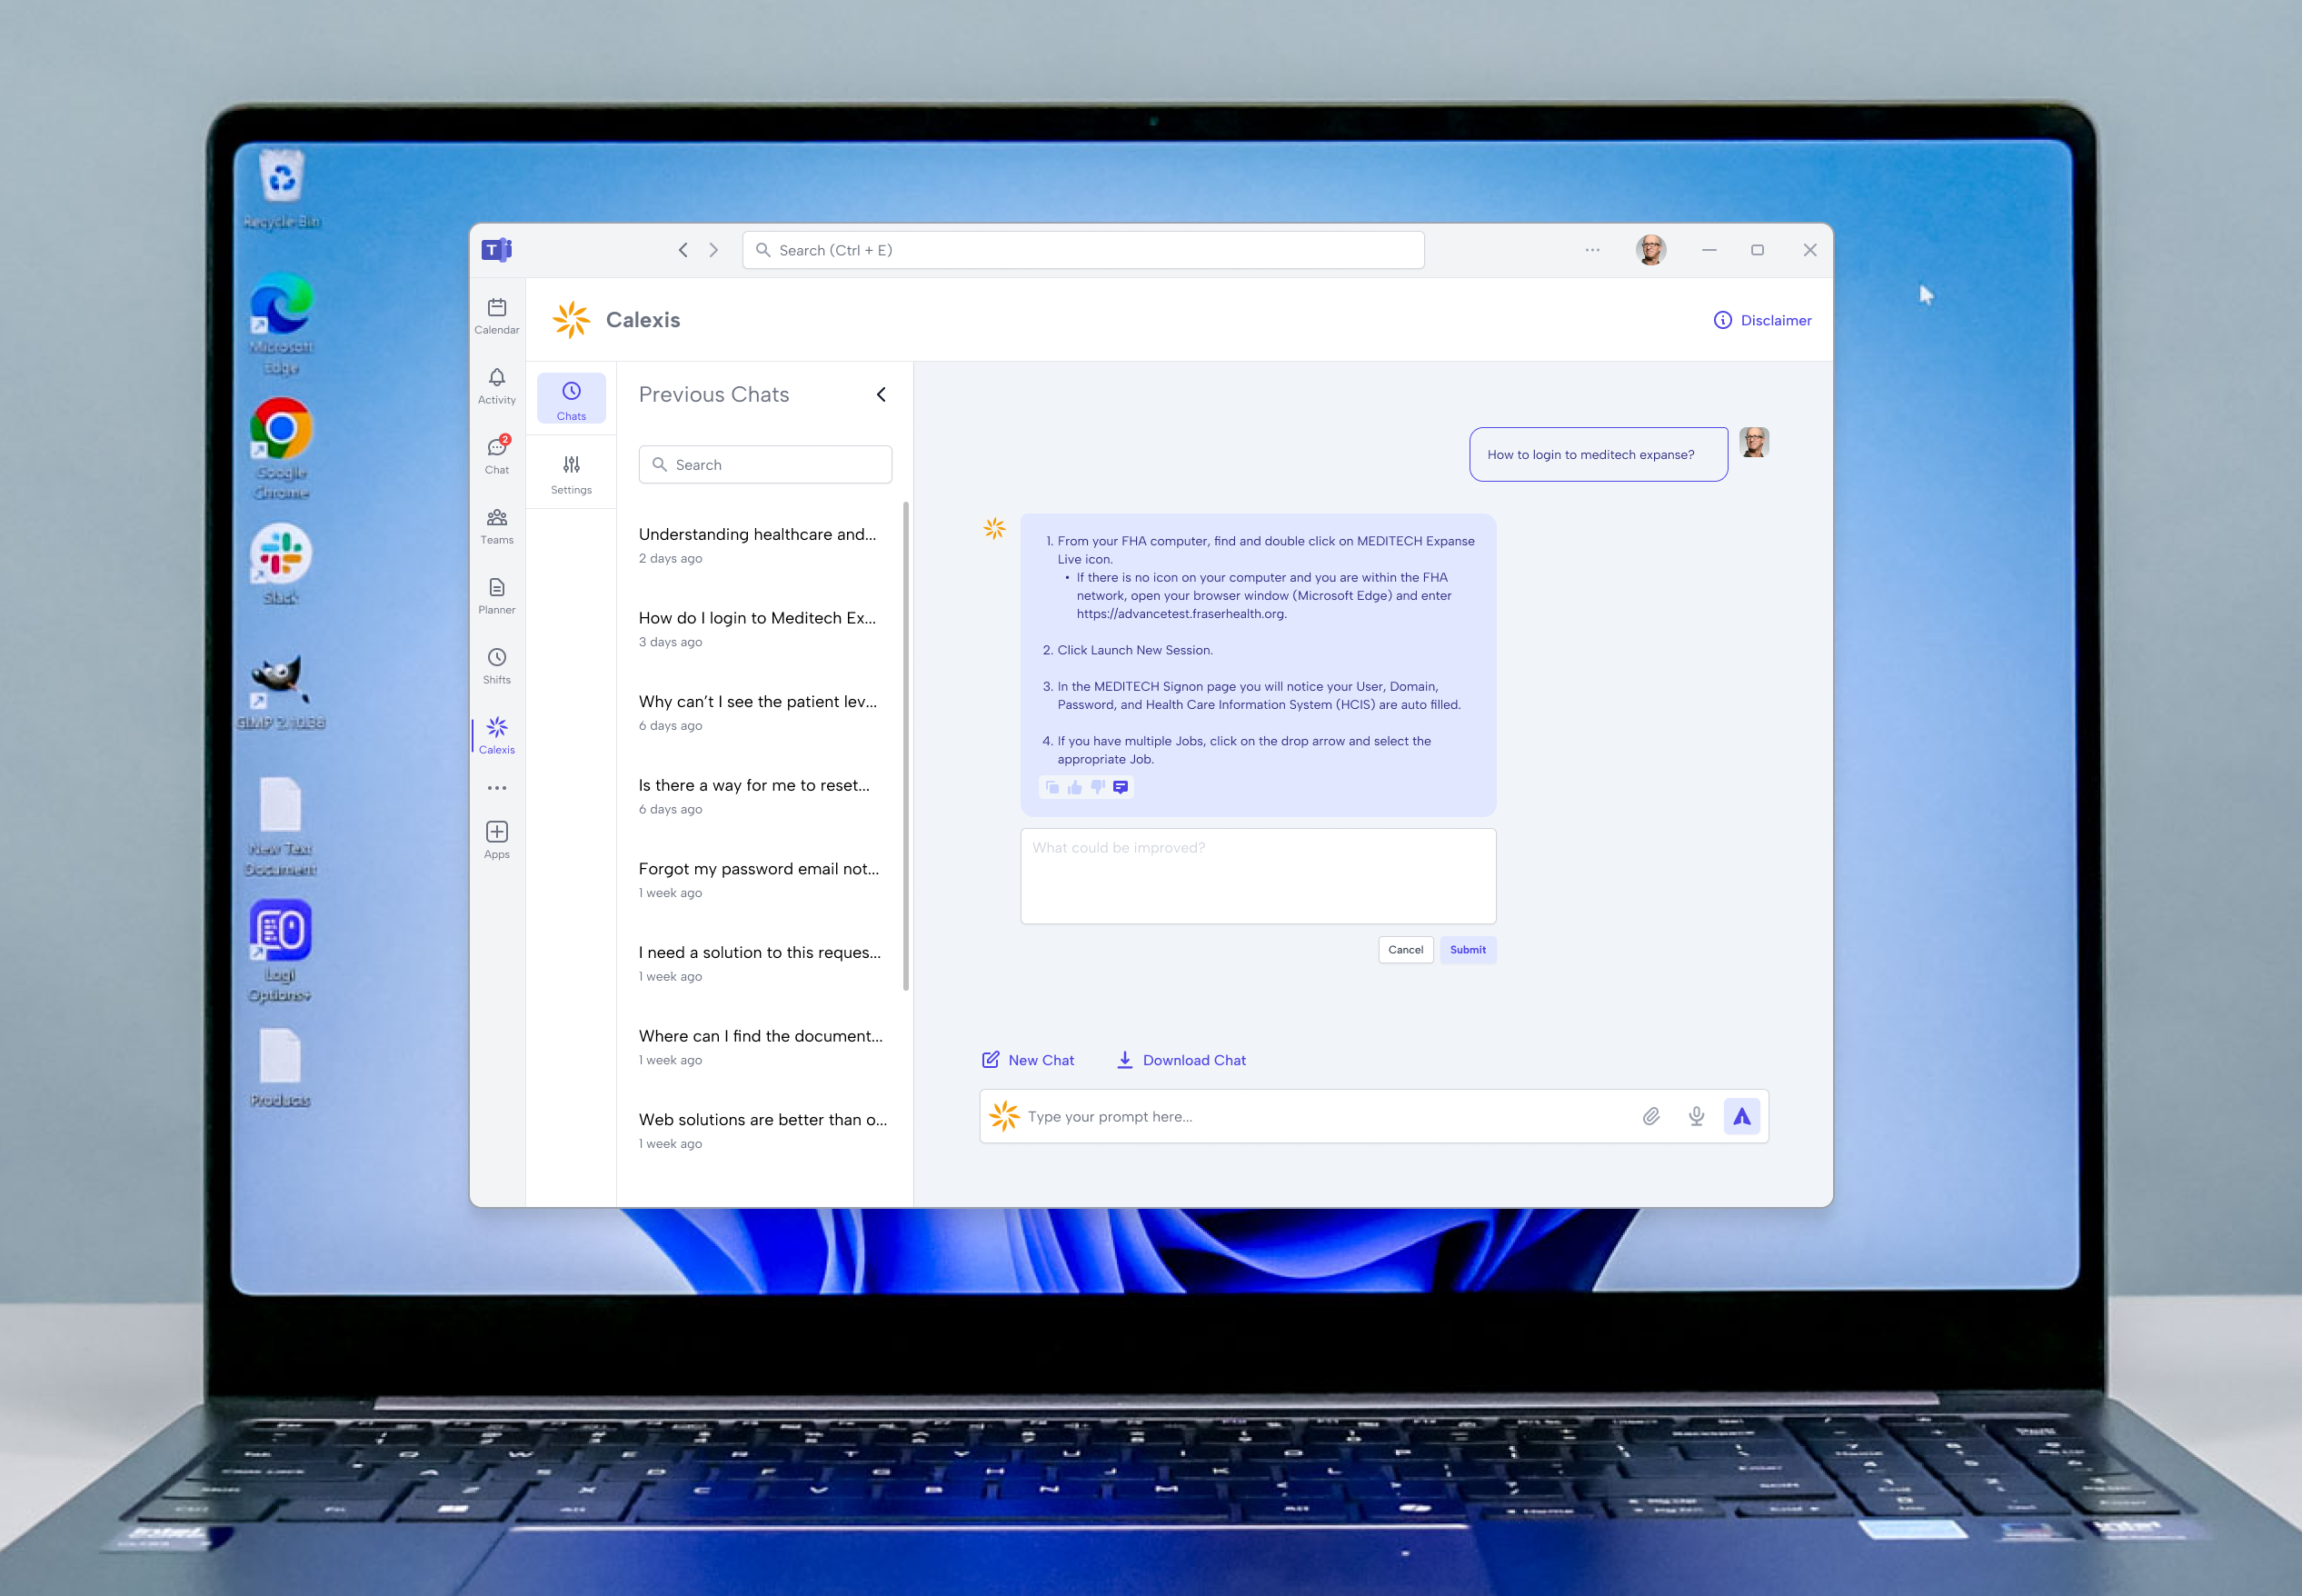 Recycle Bin
Microsoft
Edge
Google
Chrome
Slack
GIMP 2.10.38
New Text
Document
Logi
Options+
Products
T
Search (Ctrl + E)
Calendar
Activity
2
Chat
Teams
Planner
Shifts
Calexis
Apps
Calexis
Disclaimer
Chats
Settings
Previous Chats
Search
Understanding healthcare and...
2 days ago
How do I login to Meditech Ex...
3 days ago
Why can't I see the patient lev...
6 days ago
Is there a way for me to reset...
6 days ago
Forgot my password email not...
1 week ago
I need a solution to this reques...
1 week ago
Where can I find the document...
1 week ago
Web solutions are better than o...
1 week ago
How to login to meditech expanse?
1. From your FHA computer, find and double click on MEDITECH Expanse
Live icon.
• If there is no icon on your computer and you are within the FHA
network, open your browser window (Microsoft Edge) and enter
https://advancetest.fraserhealth.org.
2. Click Launch New Session.
3. In the MEDITECH Signon page you will notice your User, Domain,
Password, and Health Care Information System (HCIS) are auto filled.
4. If you have multiple Jobs, click on the drop arrow and select the
appropriate Job.
What could be improved?
Cancel
Submit
New Chat
Download Chat
Type your prompt here...
Q W E R T Y U I O P
A S D F G H J K L
Z X C V B N M